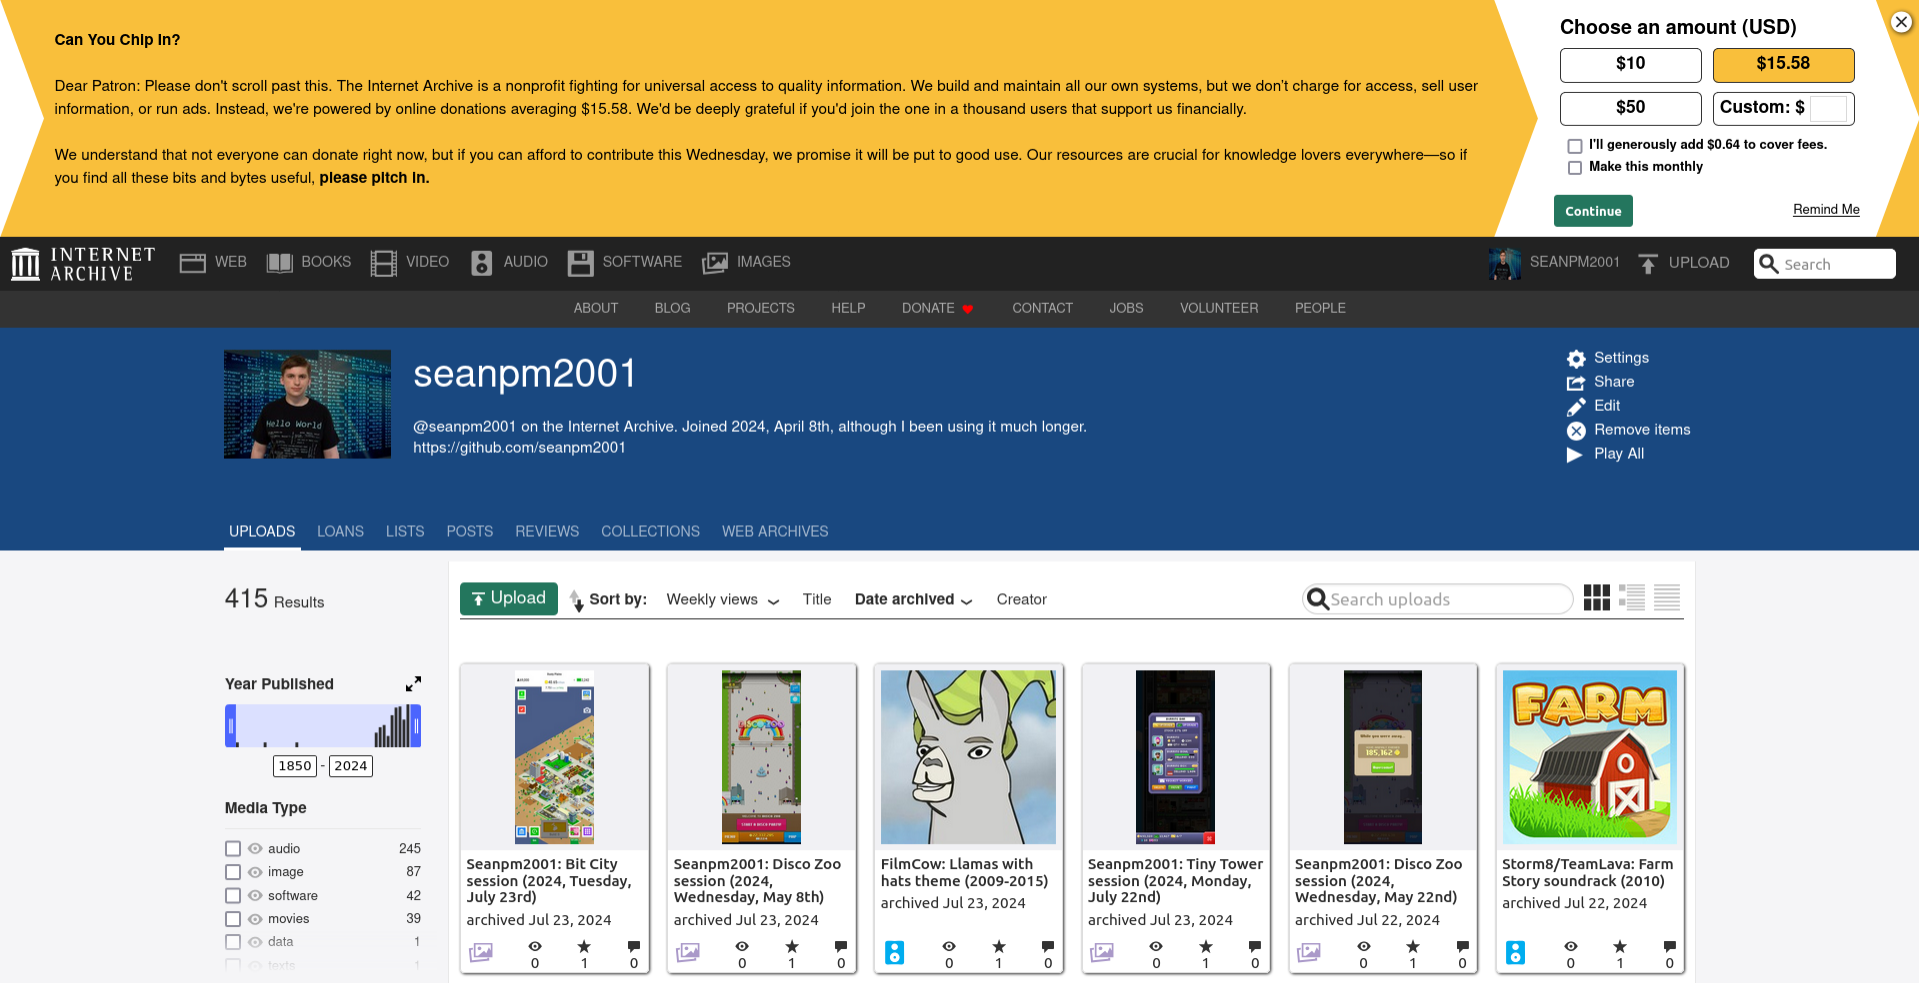 Can You Chip In?
Dear Patron: Please don't scroll past this. The Internet Archive is a nonprofit fighting for universal access to quality information. We build and maintain all our own systems, but we don't charge for access, sell user
information, or run ads. Instead, we're powered by online donations averaging $15.58. We'd be deeply grateful if you'd join the one in a thousand users that support us financially.
We understand that not everyone can donate right now, but if you can afford to contribute this Wednesday, we promise it will be put to good use. Our resources are crucial for knowledge lovers everywhere—so if
you find all these bits and bytes useful, please pitch in.
Choose an amount (USD)
$10 $15.58
$50 Custom: $
I'll generously add $0.64 to cover fees.
Make this monthly
Continue Remind Me
INTERNET ARCHIVE WEB BOOKS VIDEO AUDIO SOFTWARE IMAGES SEANPM2001 UPLOAD Search
ABOUT BLOG PROJECTS HELP DONATE CONTACT JOBS VOLUNTEER PEOPLE
Hello World
seanpm2001
@seanpm2001 on the Internet Archive. Joined 2024, April 8th, although I been using it much longer.
https://github.com/seanpm2001
Settings
Share
Edit
Remove items
Play All
UPLOADS LOANS LISTS POSTS REVIEWS COLLECTIONS WEB ARCHIVES
415 Results
Upload Sort by: Weekly views Title Date archived Creator Search uploads
Year Published
1850 - 2024
Media Type
audio 245
image 87
software 42
movies 39
data 1
texts 1
Seanpm2001: Bit City
session (2024, Tuesday,
July 23rd)
archived Jul 23, 2024
0 1 0
Seanpm2001: Disco Zoo
session (2024,
Wednesday, May 8th)
archived Jul 23, 2024
0 1 0
FilmCow: Llamas with
hats theme (2009-2015)
archived Jul 23, 2024
0 1 0
Seanpm2001: Tiny Tower
session (2024, Monday,
July 22nd)
archived Jul 23, 2024
0 1 0
While you were away...
185,162
Seanpm2001: Disco Zoo
session (2024,
Wednesday, May 22nd)
archived Jul 22, 2024
0 1 0
FARM
Storm8/TeamLava: Farm
Story soundrack (2010)
archived Jul 22, 2024
0 1 0